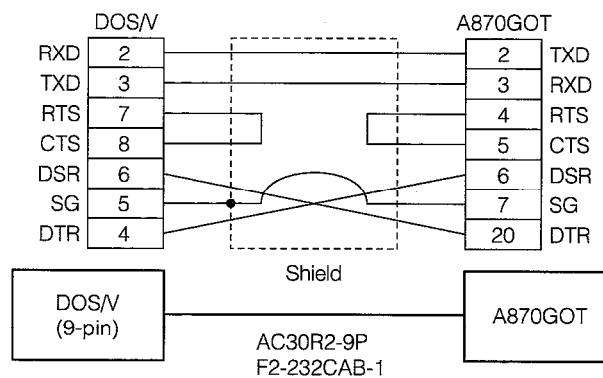 DOS/V A870GOT
RXD 2 2 TXD
TXD 3 3 RXD
RTS 7 4 RTS
CTS 8 5 CTS
DSR 6 6 DSR
SG 5 7 SG
DTR 4 20 DTR
Shield
DOS/V
(9-pin)
A870GOT
AC30R2-9P
F2-232CAB-1